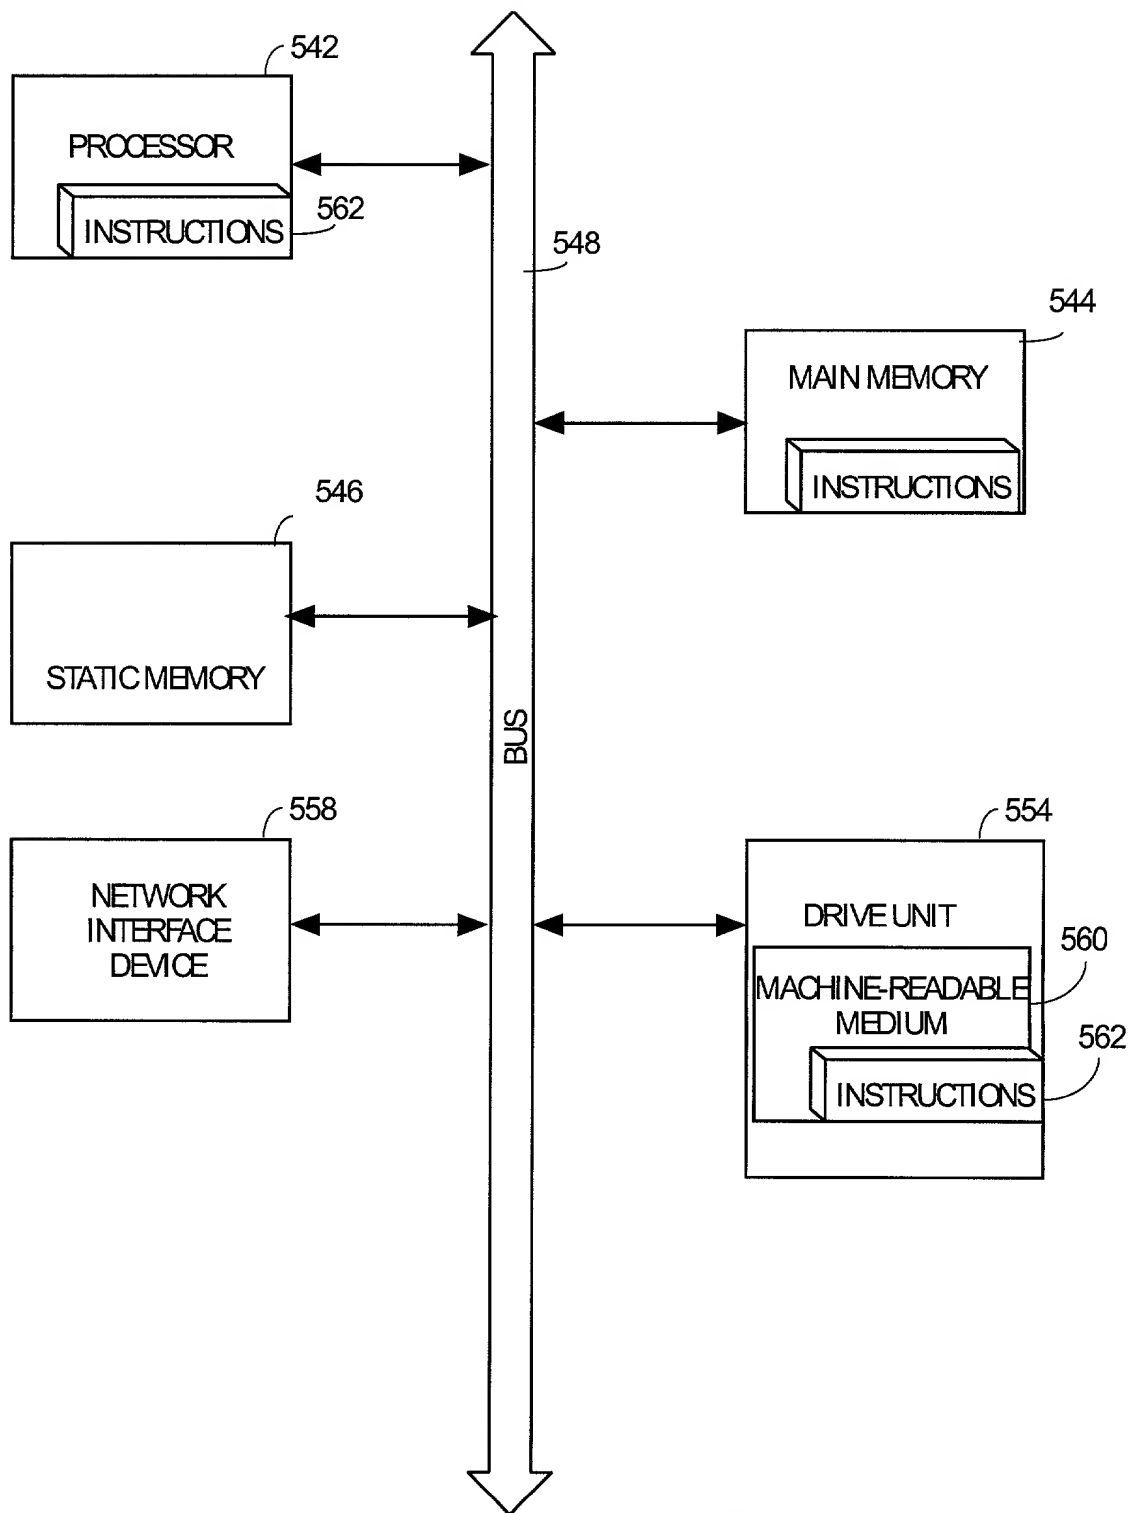 542
PROCESSOR
562
INSTRUCTIONS
548
544
MAIN MEMORY
INSTRUCTIONS
546
STATIC MEMORY
BUS
558
NETWORK
INTERFACE
DEVICE
554
DRIVE UNIT
560
MACHINE-READABLE
MEDIUM
562
INSTRUCTIONS